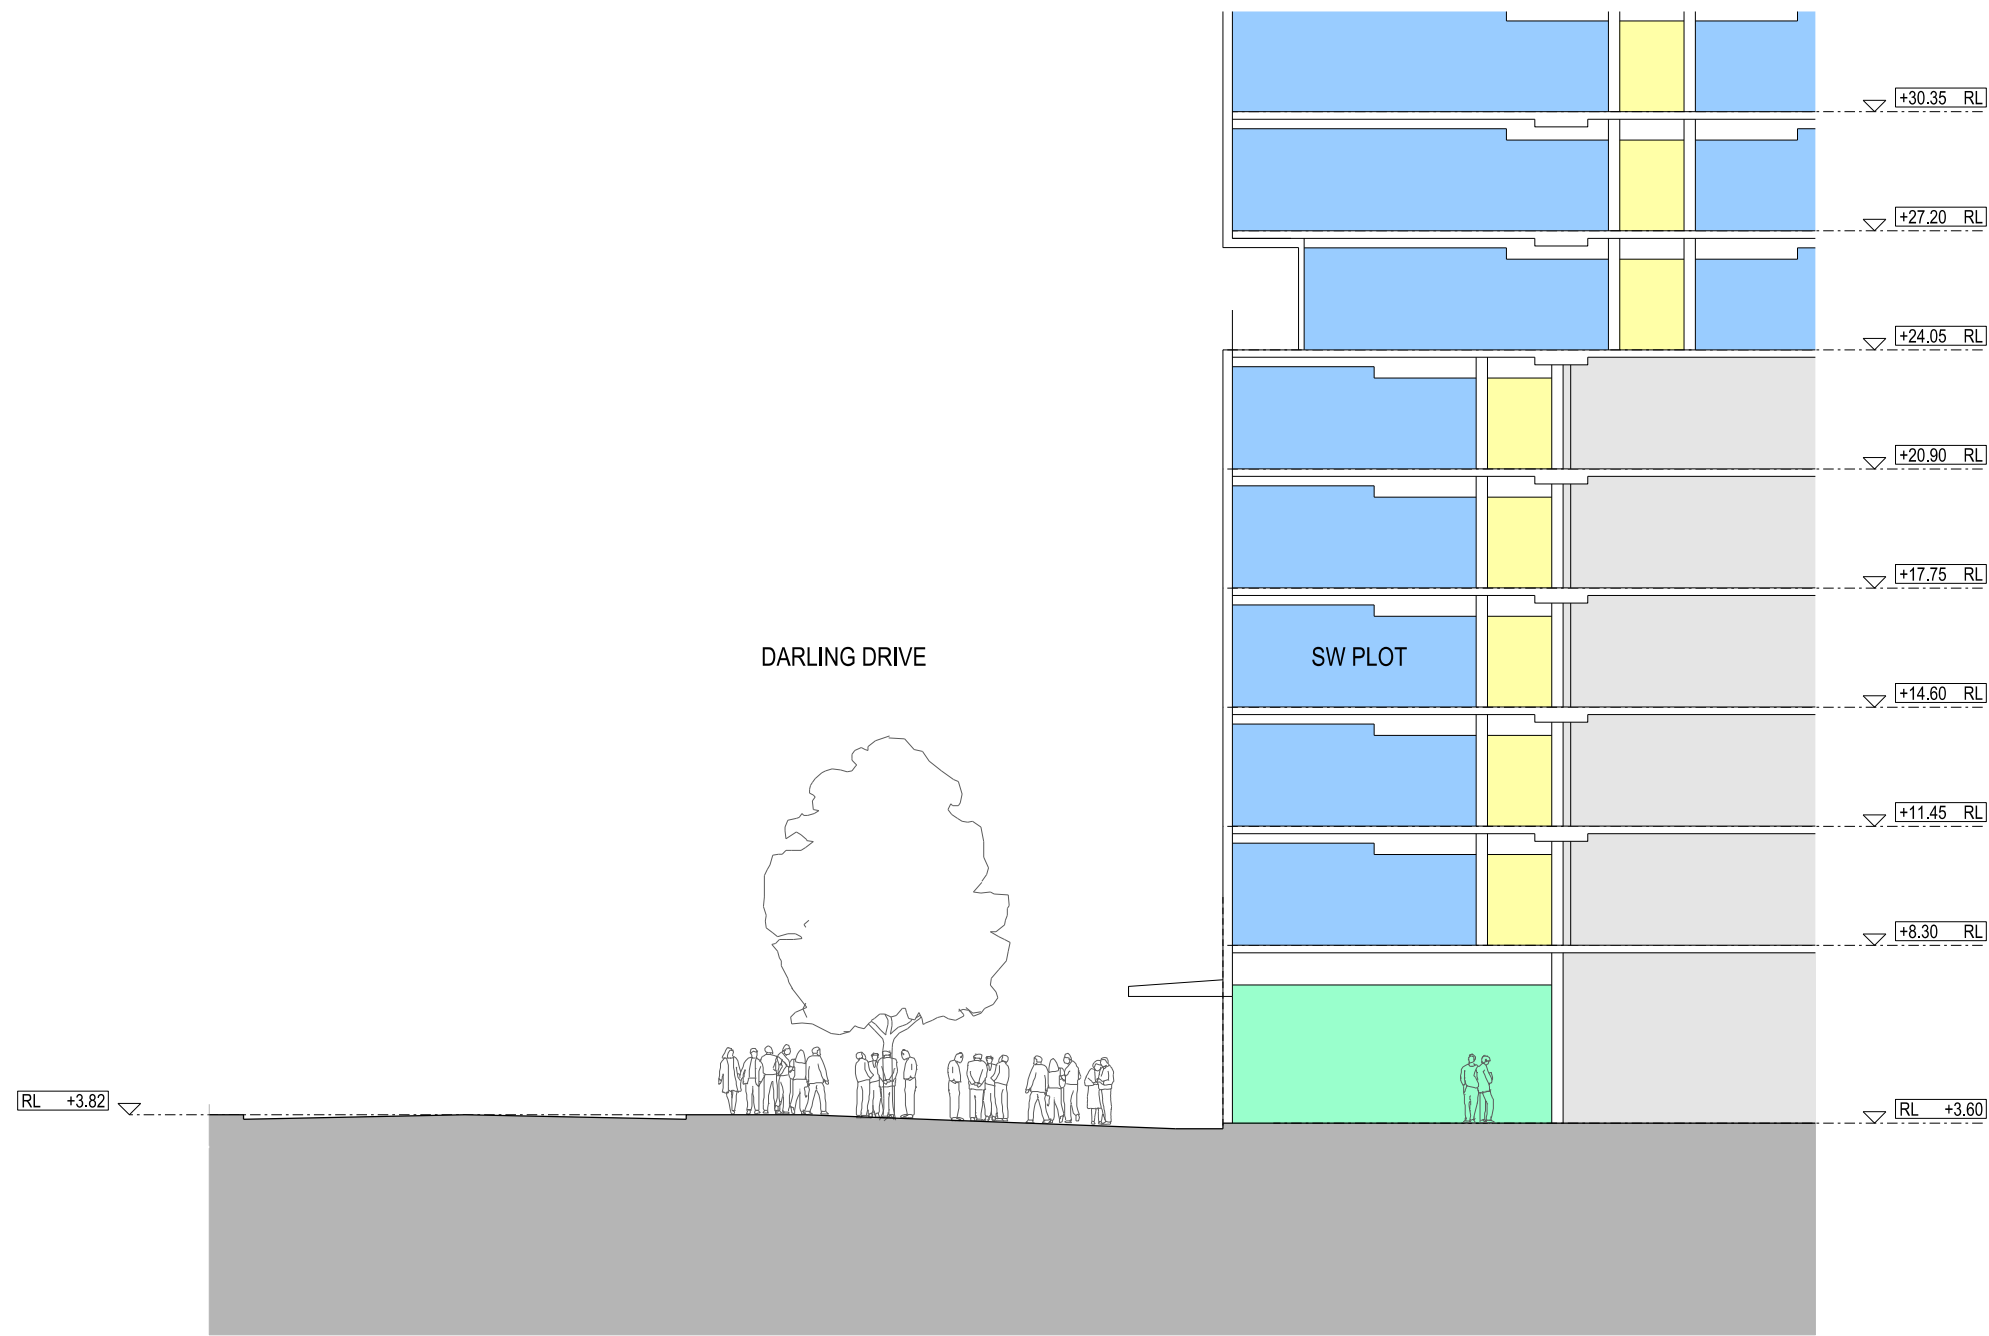 +30.35 RL
+27.20 RL
+24.05 RL
+20.90 RL
+17.75 RL
DARLING DRIVE
SW PLOT
+14.60 RL
+11.45 RL
+8.30 RL
RL +3.82
RL +3.60